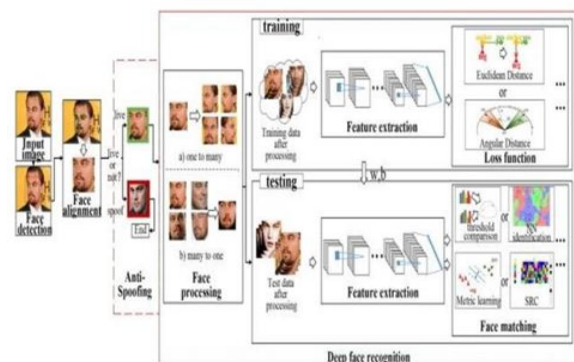 Input
image
Face
detection
Face
alignment
live
live
or
not?
spoof
End
Anti-
Spoofing
a) one to many
b) many to one
Face
processing
training
Training data
after
processing
Feature extraction
Euclidean Distance
or
Angular Distance
Loss function
w,b
testing
Test data
after
processing
Feature extraction
threshold
comparison
or
NN
identification
Metric learning
or
SRC
Face matching
Deep face recognition